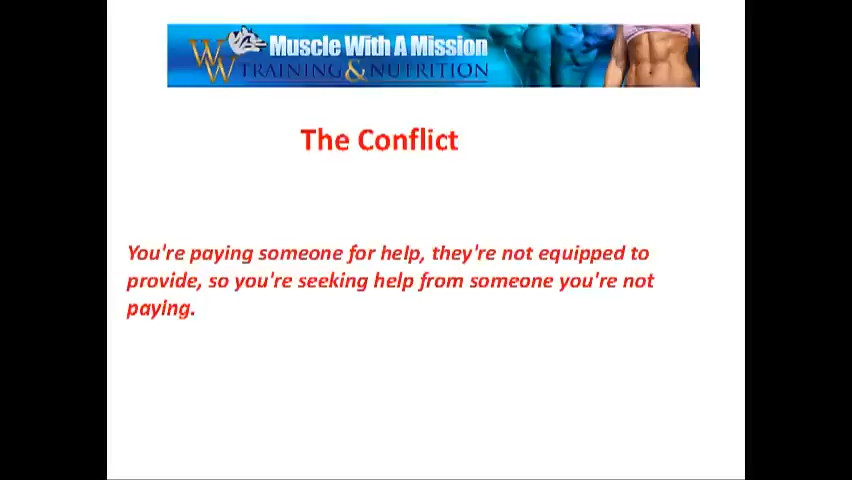 WW Muscle With A Mission
TRAINING & NUTRITION
The Conflict
You're paying someone for help, they're not equipped to
provide, so you're seeking help from someone you're not
paying.